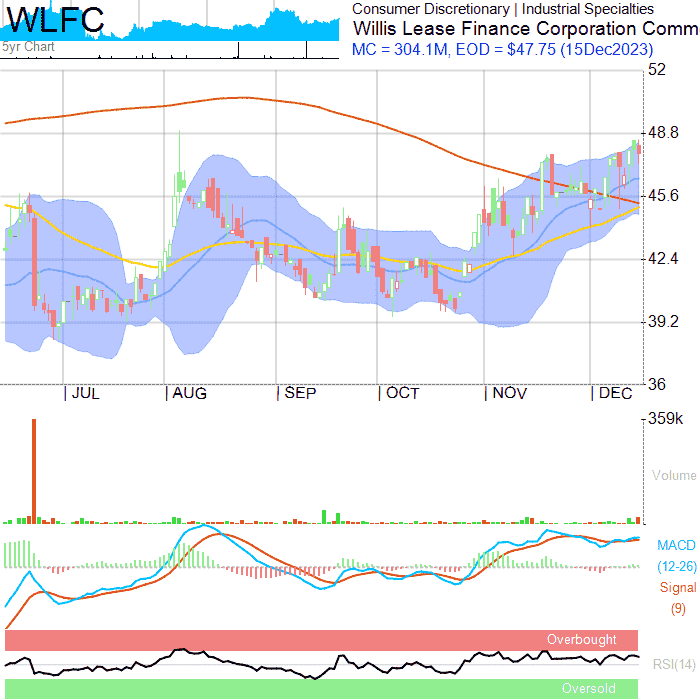 WLFC
5yr Chart
Consumer Discretionary | Industrial Specialties
Willis Lease Finance Corporation Comm
MC = 304.1M, EOD = $47.75 (15Dec2023)
52
48.8
45.6
42.4
39.2
36
JUL
AUG
SEP
OCT
NOV
DEC
359k
Volume
MACD
(12-26)
Signal
(9)
Overbought
RSI(14)
Oversold